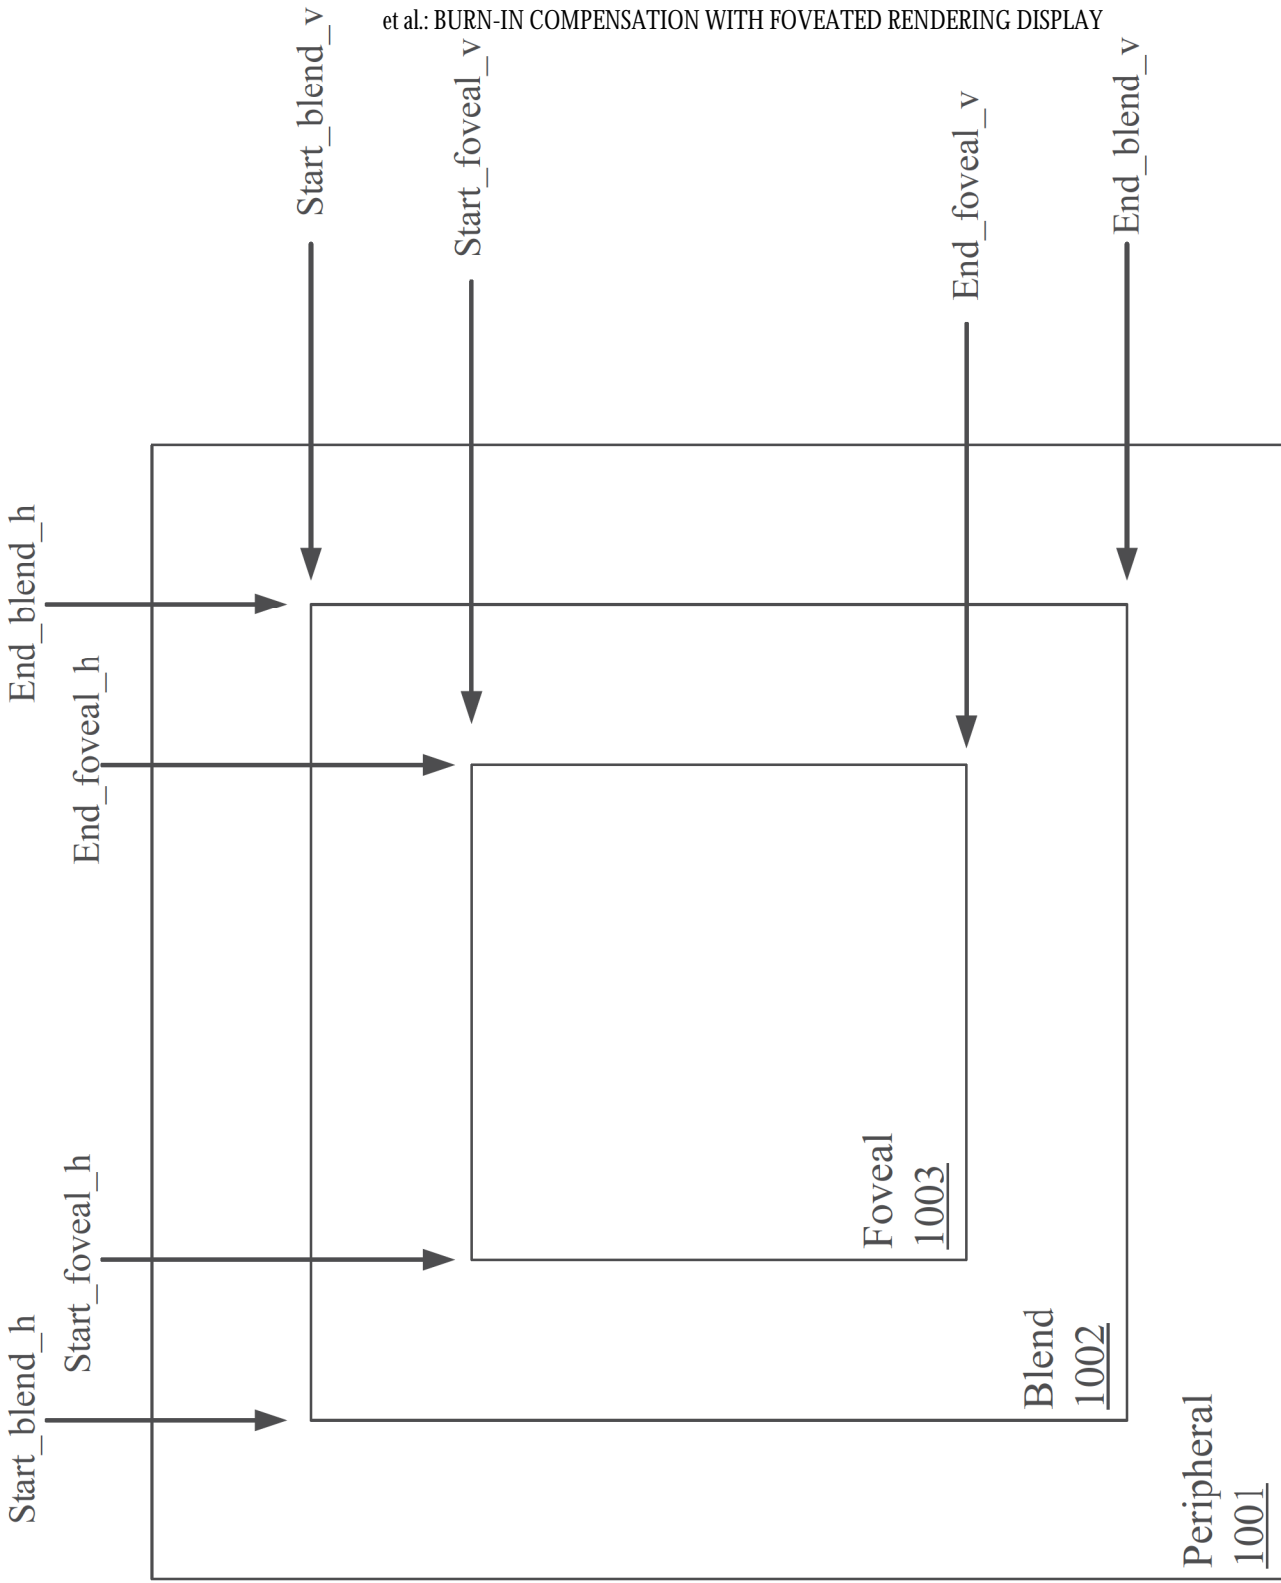 et al.: BURN-IN COMPENSATION WITH FOVEATED RENDERING DISPLAY
Start_blend_h
Start_foveal_h
End_foveal_h
End_blend_h
Start_blend_v
Start_foveal_v
End_foveal_v
End_blend_v
Foveal
1003
Blend
1002
Peripheral
1001